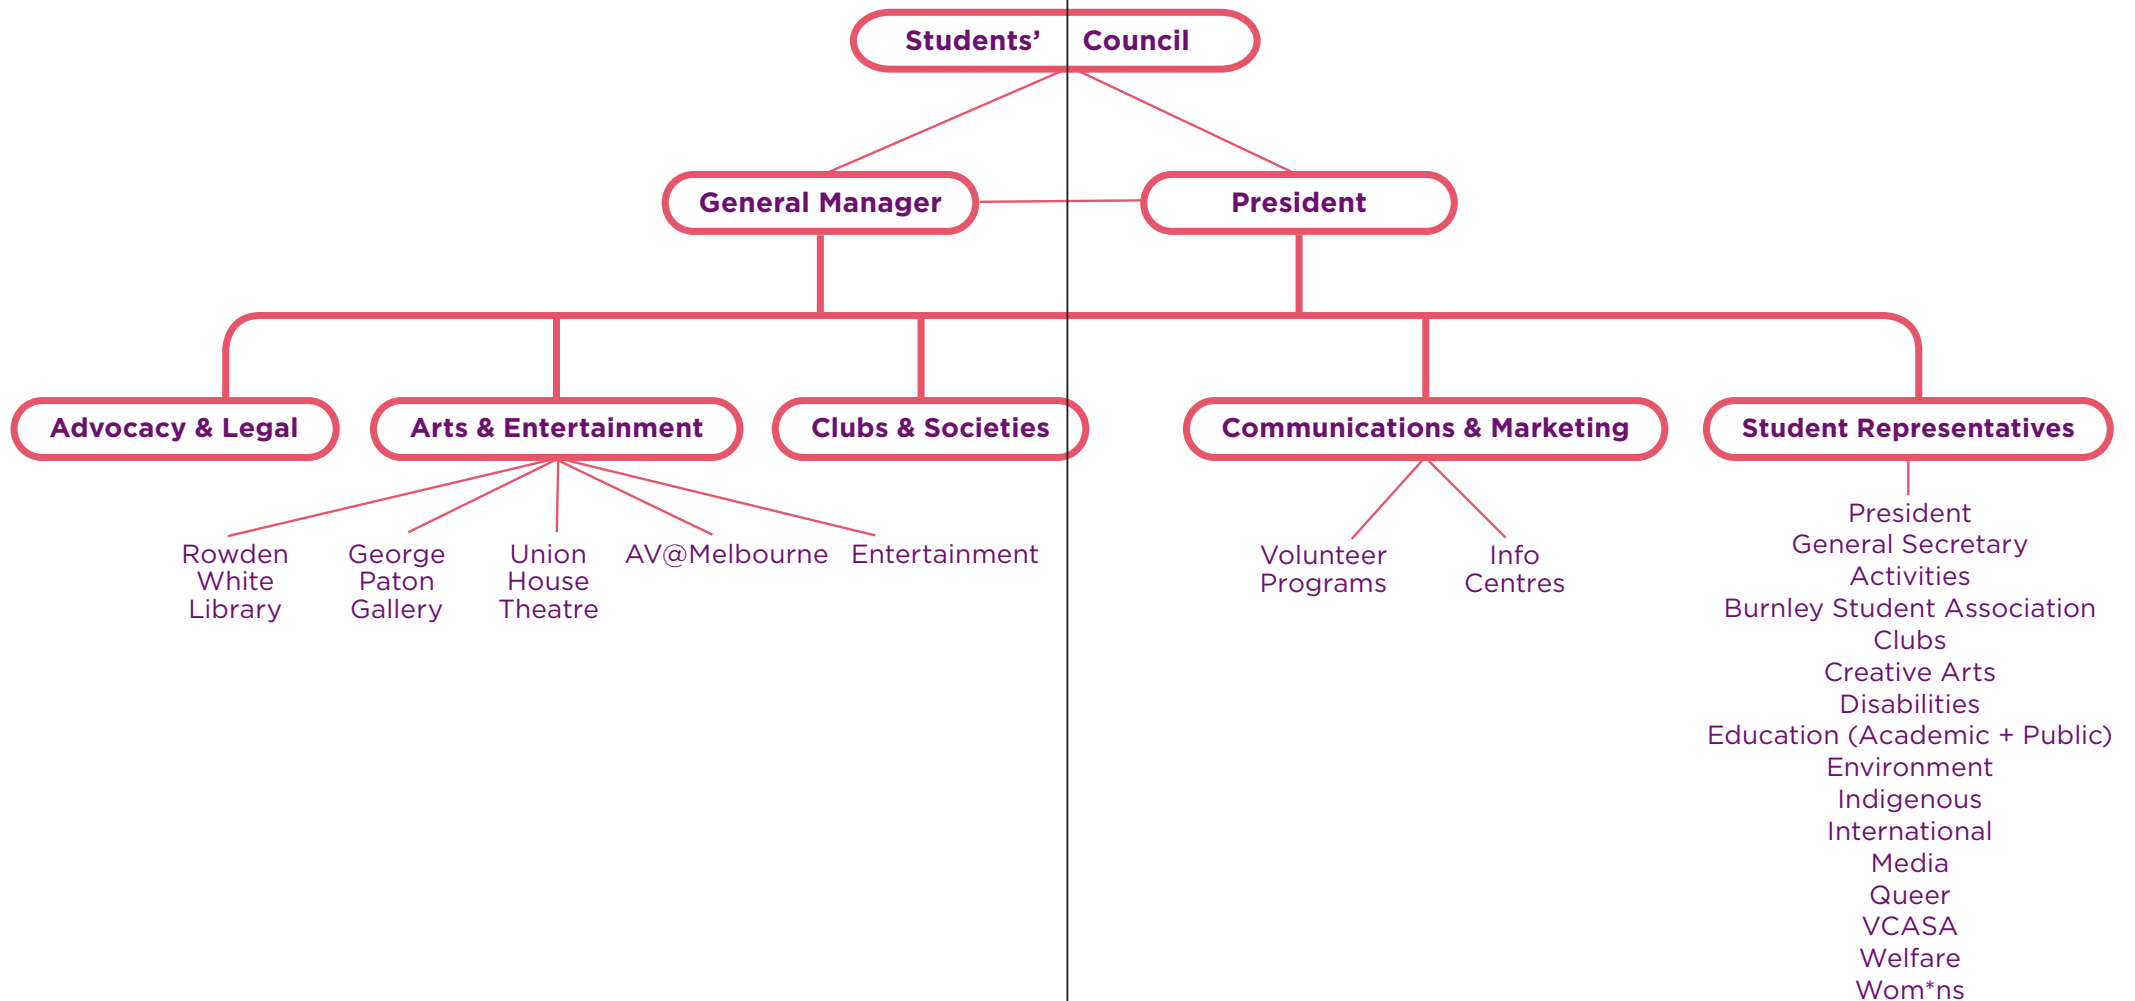 Students’ Council
General Manager
President
Advocacy & Legal
Arts & Entertainment
Clubs & Societies
Communications & Marketing
Student Representatives
Rowden
White
Library
George
Paton
Gallery
Union
House
Theatre
AV@Melbourne
Entertainment
Volunteer
Programs
Info
Centres
President
General Secretary
Activities
Burnley Student Association
Clubs
Creative Arts
Disabilities
Education (Academic + Public)
Environment
Indigenous
International
Media
Queer
VCASA
Welfare
Wom*ns